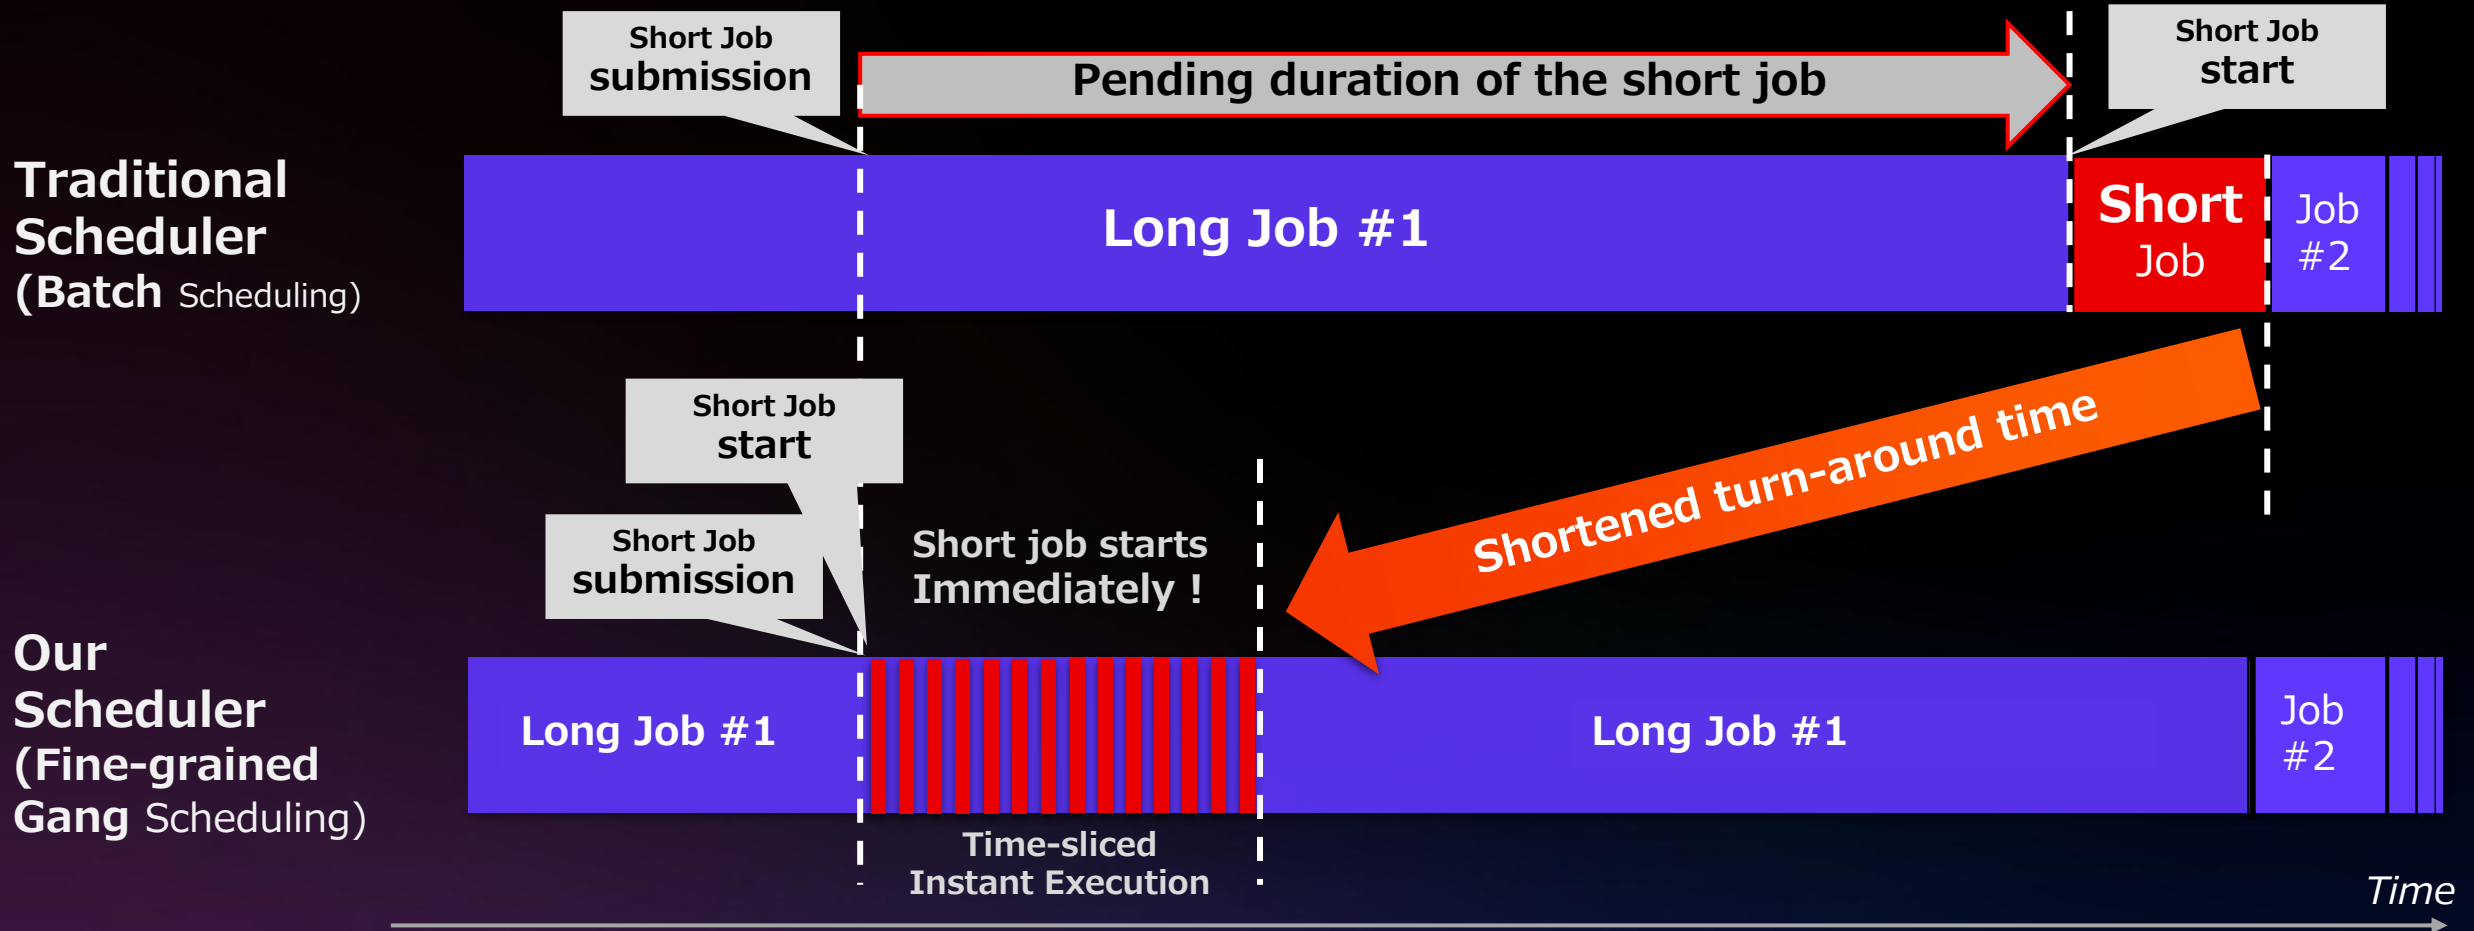 Short Job
submission
Pending duration of the short job
Short Job
start
Traditional
Scheduler
(Batch Scheduling)
Long Job #1
Short
Job
Job
#2
Short Job
start
Short Job
submission
Short job starts
Immediately !
Shortened turn-around time
Our
Scheduler
(Fine-grained
Gang Scheduling)
Long Job #1
Long Job #1
Job
#2
Time-sliced
Instant Execution
Time